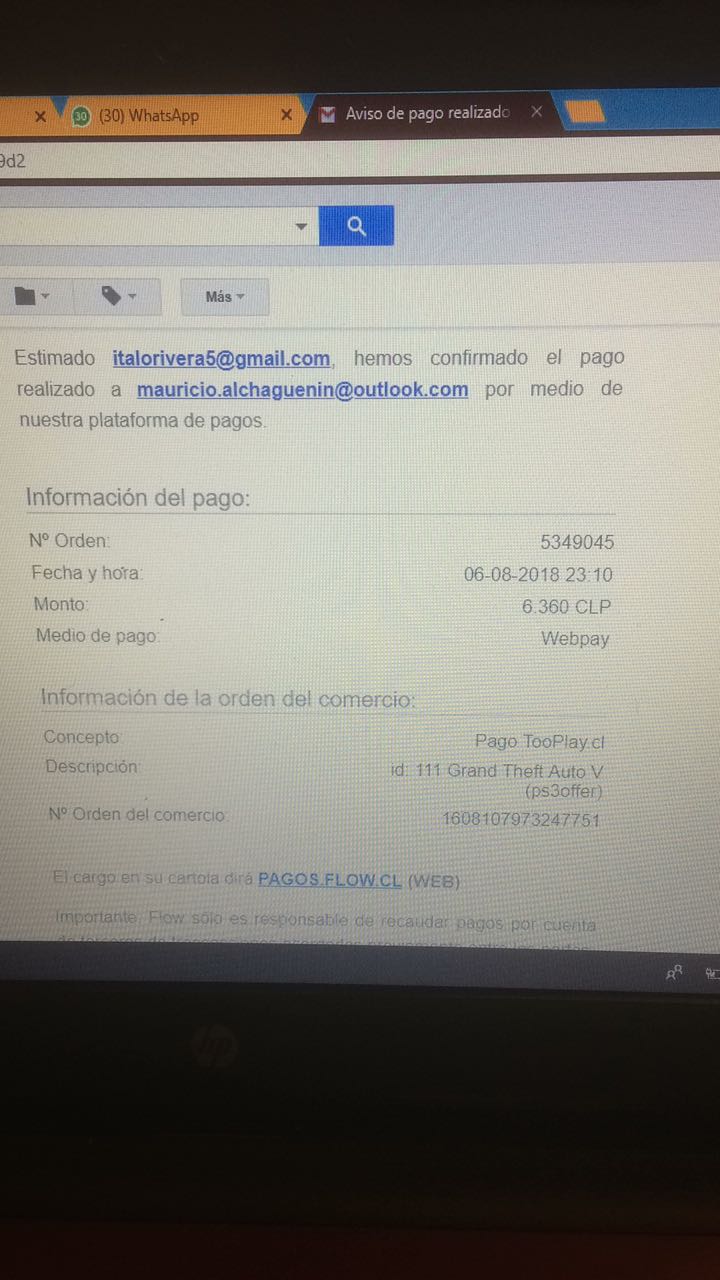 (30) WhatsApp
Aviso de pago realizado
9d2
Más
Estimado italorivera5@gmail.com, hemos confirmado el pago
realizado a mauricio.alchaguenin@outlook.com por medio de
nuestra plataforma de pagos.
Información del pago:
Nº Orden: 5349045
Fecha y hora: 06-08-2018 23:10
Monto: 6.360 CLP
Medio de pago: Webpay
Información de la orden del comercio:
Concepto Pago TooPlay.cl
Descripción: id: 111 Grand Theft Auto V
(ps3offer)
Nº Orden del comercio: 1608107973247751
El cargo en su cartola dirá PAGOS.FLOW.CL (WEB)
Importante: Flow sólo es responsable de recaudar pagos por cuenta
hp